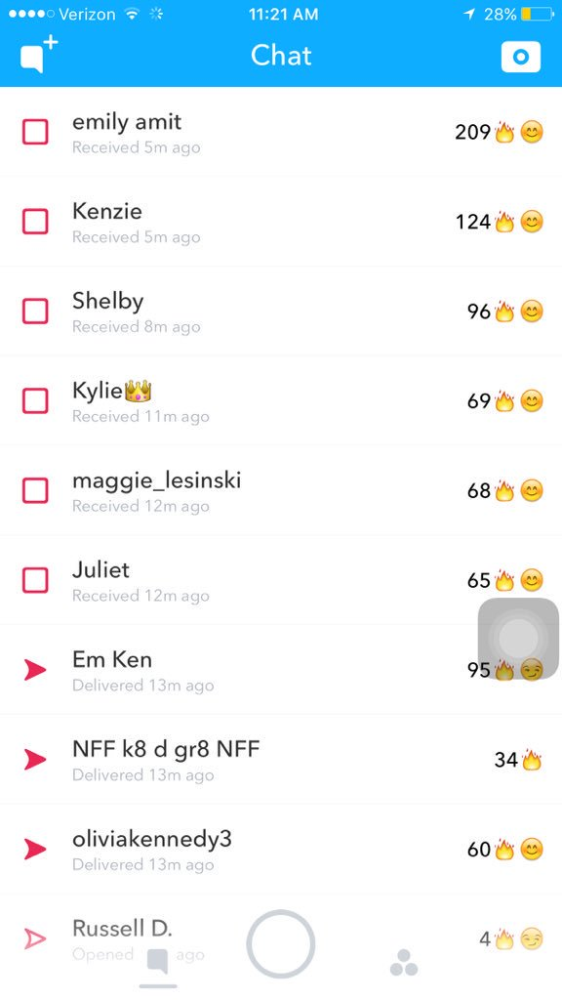 Verizon 11:21 AM 28%
Chat
emily amit
Received 5m ago
209🔥😊
Kenzie
Received 5m ago
124🔥😊
Shelby
Received 8m ago
96🔥😊
Kylie👑
Received 11m ago
69🔥😊
maggie_lesinski
Received 12m ago
68🔥😊
Juliet
Received 12m ago
65🔥😊
Em Ken
Delivered 13m ago
95🔥😏
NFF k8 d gr8 NFF
Delivered 13m ago
34🔥
oliviakennedy3
Delivered 13m ago
60🔥😊
Russell D.
Opened ago
4🔥😏